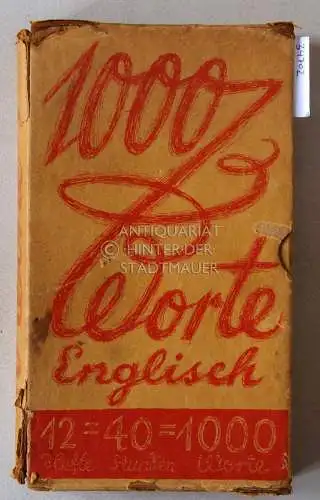 1000
Worte
Englisch
12 = 40 = 1000
Hefte Stunden Worte
ANTIQUARIAT
HINTER·DER
STADTMAUER